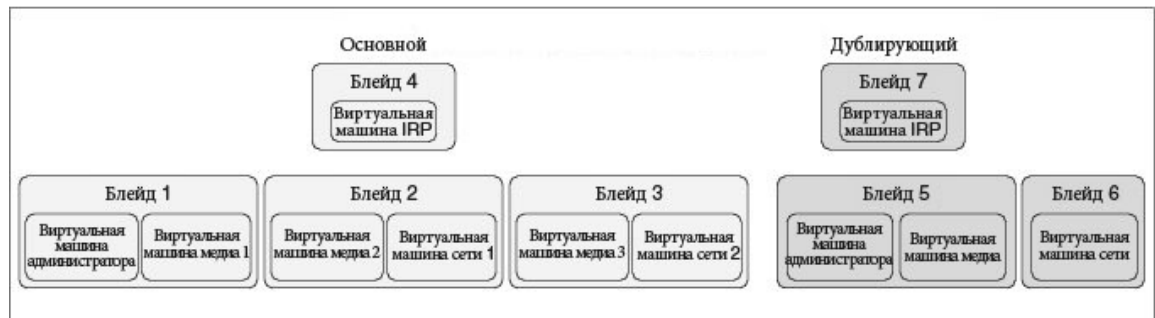 Основной
Дублирующий
Блейд 4
Виртуальная
машина IRP
Блейд 7
Виртуальная
машина IRP
Блейд 1
Виртуальная
машина
администратора
Виртуальная
машина медиа 1
Блейд 2
Виртуальная
машина медиа 2
Виртуальная
машина сети 1
Блейд 3
Виртуальная
машина медиа 3
Виртуальная
машина сети 2
Блейд 5
Виртуальная
машина
администратора
Виртуальная
машина медиа
Блейд 6
Виртуальная
машина сети